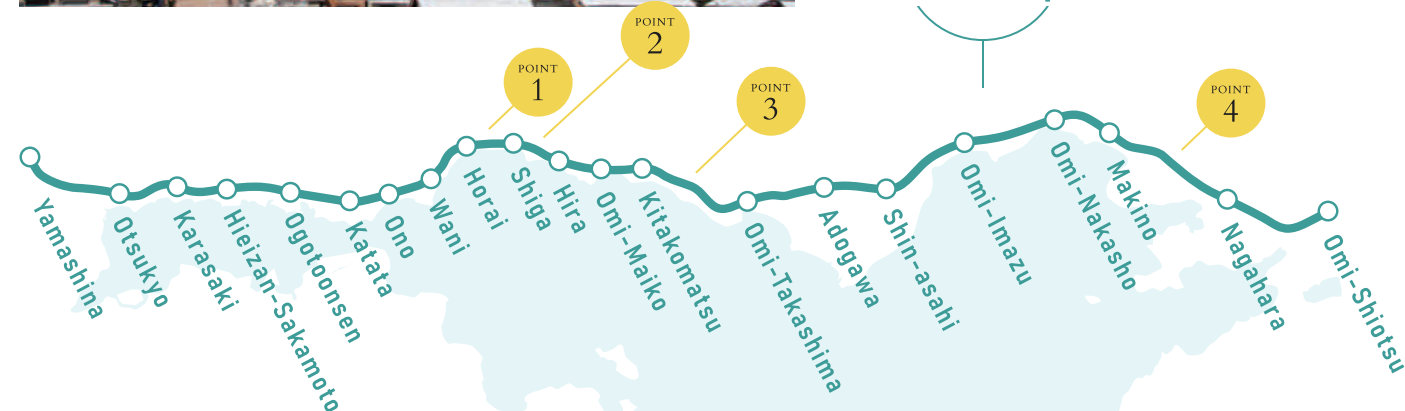 POINT
1
POINT
2
POINT
3
POINT
4
Yamashina
Otsukyo
Karasaki
Hieizan-Sakamoto
Ogotoonsen
Katata
Ono
Wani
Horai
Shiga
Hira
Omi-Maiko
Kitakomatsu
Omi-Takashima
Adogawa
Shin-asahi
Omi-Imazu
Omi-Nakasho
Makino
Nagahara
Omi-Shiotsu